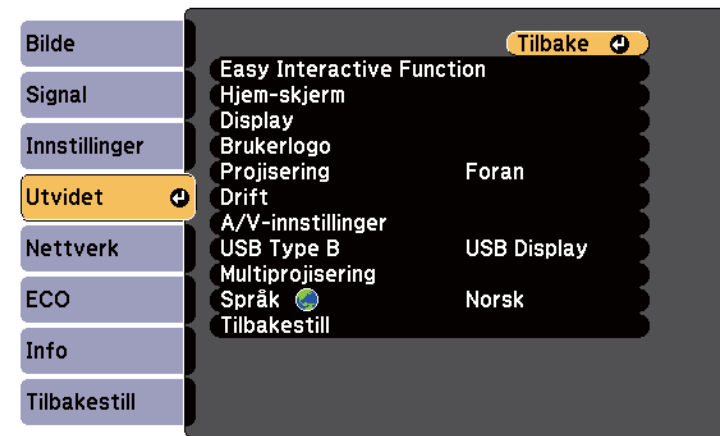 Bilde
Signal
Innstillinger
Utvidet
Nettverk
ECO
Info
Tilbakestill
Tilbake
Easy Interactive Function
Hjem-skjerm
Display
Brukerlogo
Projisering Foran
Drift
A/V-innstillinger
USB Type B USB Display
Multiprojisering
Språk Norsk
Tilbakestill